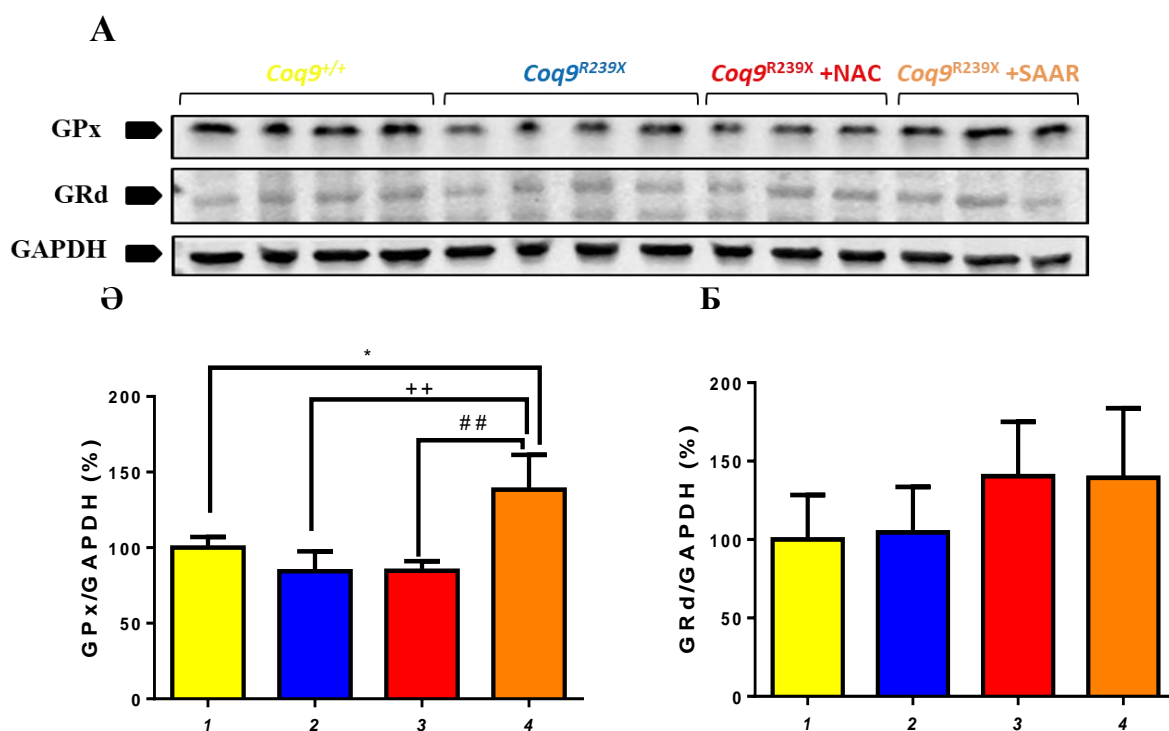 A
Coq9+/+ Coq9R239X Coq9R239X +NAC Coq9R239X +SAAR
GPx
GRd
GAPDH
Ә Б
*
++
##
GPx/GAPDH (%)
200
150
100
50
0
1 2 3 4
GRd/GAPDH (%)
200
150
100
50
0
1 2 3 4